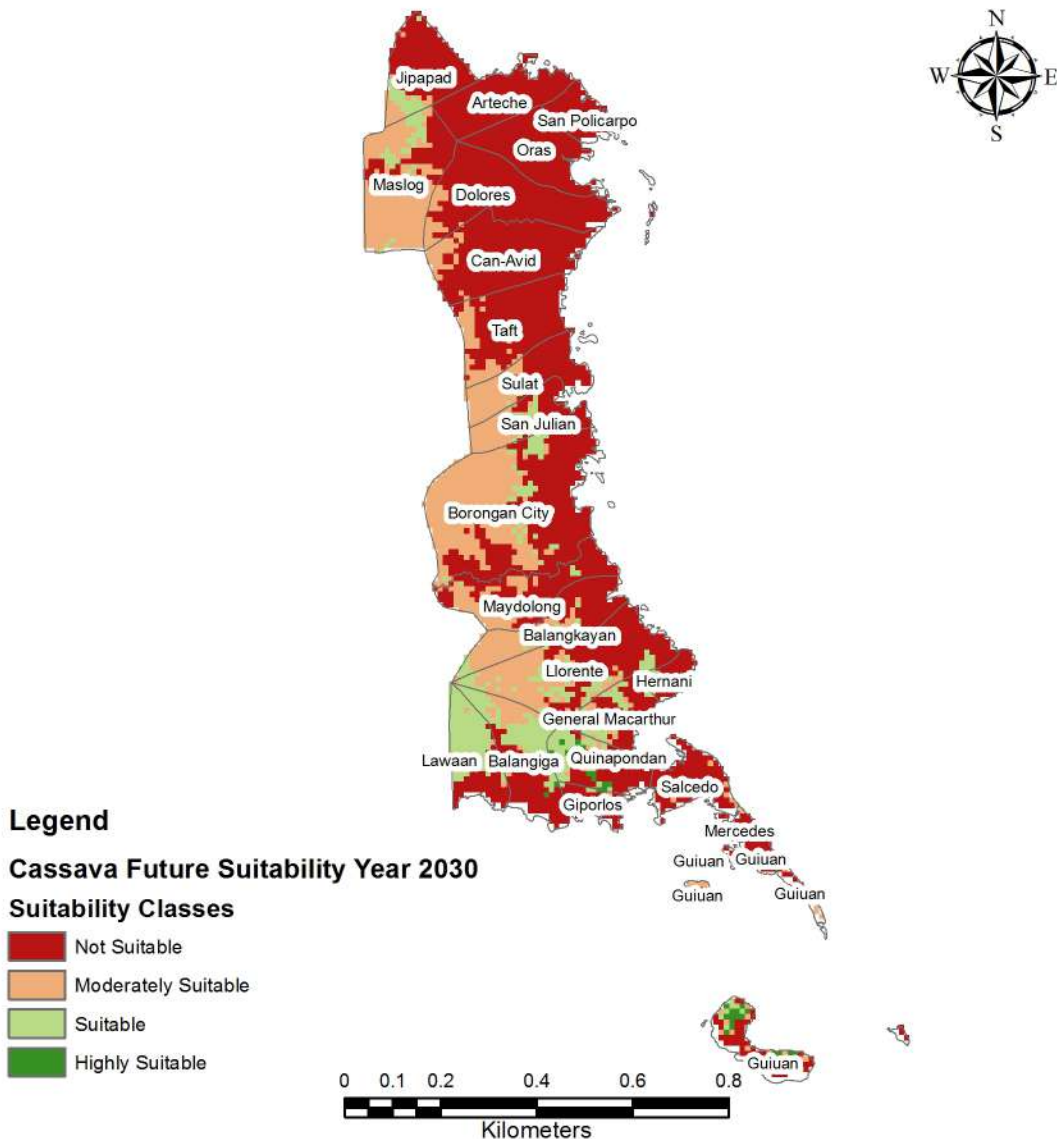 N
W E
S
Jipapad
Arteche
San Policarpo
Oras
Maslog
Dolores
Can-Avid
Taft
Sulat
San Julian
Borongan City
Maydolong
Balangkayan
Llorente
Hernani
General Macarthur
Lawaan
Balangiga
Quinapondan
Salcedo
Giporlos
Mercedes
Guiuan
Guiuan
Guiuan
Guiuan
Guiuan
Legend
Cassava Future Suitability Year 2030
Suitability Classes
Not Suitable
Moderately Suitable
Suitable
Highly Suitable
0 0.1 0.2 0.4 0.6 0.8
Kilometers